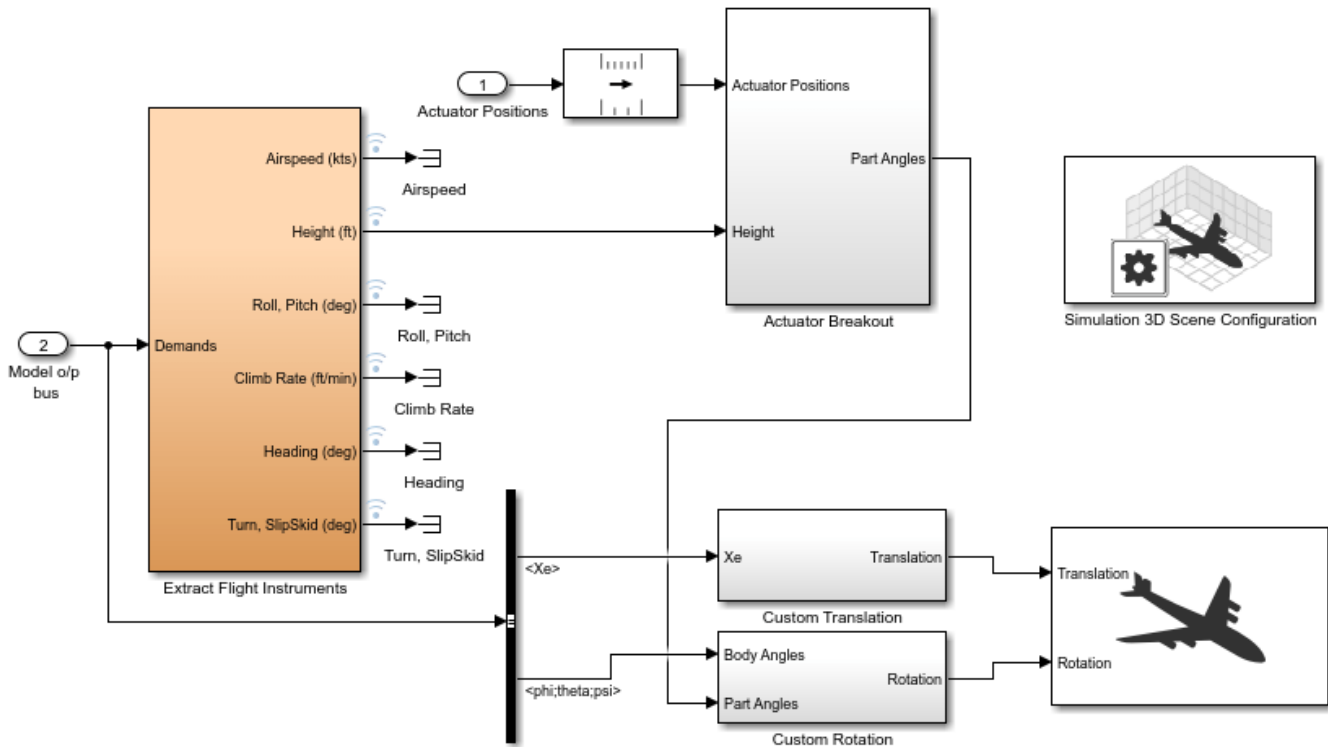 1
Actuator Positions
Actuator Positions
Height
Part Angles
Actuator Breakout
Simulation 3D Scene Configuration
2
Model o/p
bus
Demands
Airspeed (kts)
Height (ft)
Roll, Pitch (deg)
Climb Rate (ft/min)
Heading (deg)
Turn, SlipSkid (deg)
Extract Flight Instruments
Airspeed
Roll, Pitch
Climb Rate
Heading
Turn, SlipSkid
<Xe>
<phi;theta;psi>
Xe
Translation
Custom Translation
Body Angles
Part Angles
Rotation
Custom Rotation
Translation
Rotation